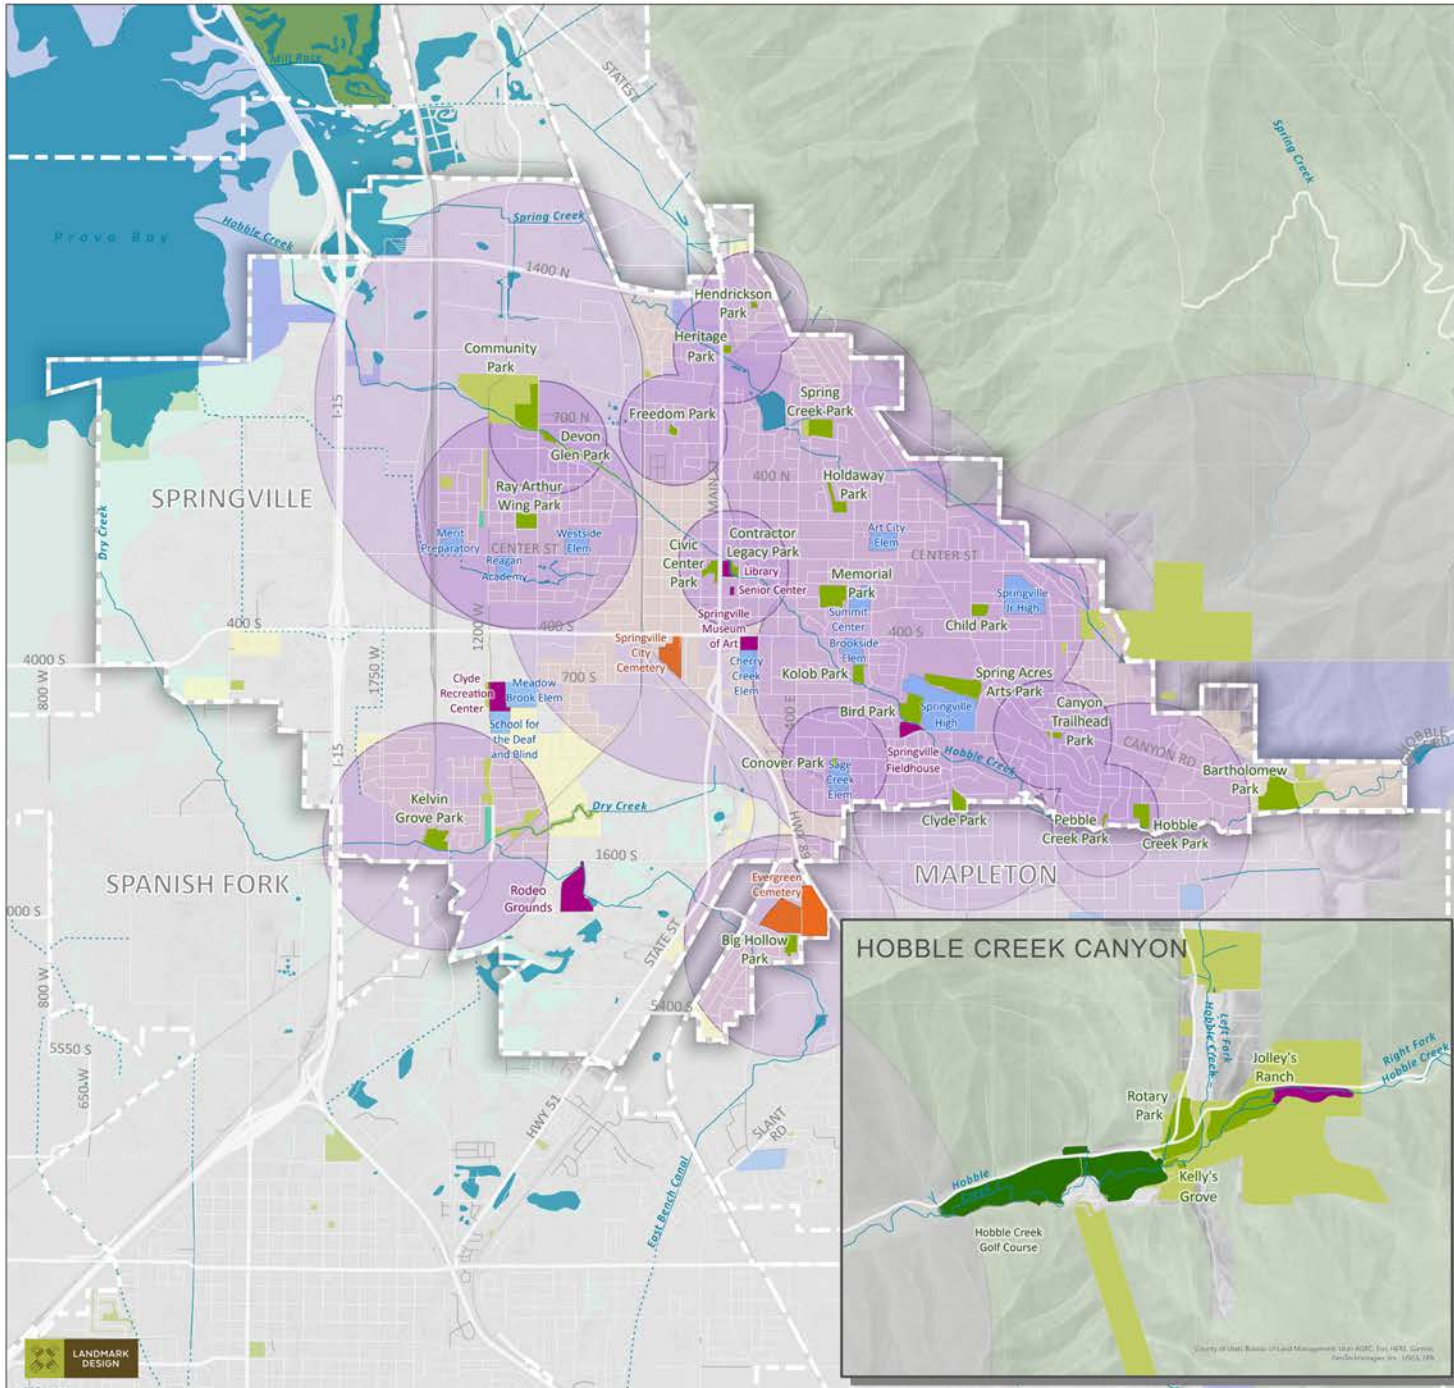 Mill Race
STATE ST
Spring Creek
Provo Bay
Hobble Creek
Spring Creek
1400 N
Hendrickson
Park
Heritage
Park
Community
Park
I-15
Spring
Creek Park
700 N
Freedom Park
Devon
Glen Park
MAIN ST
400 N
Holdaway
Park
Ray Arthur
Wing Park
SPRINGVILLE
Dry Creek
Merit
Preparatory
CENTER ST
Westside
Elem
Reagan
Academy
Civic
Center
Park
Contractor
Legacy Park
Library
Senior Center
Art City
Elem
CENTER ST
Memorial
Park
Springville
Jr High
Child Park
400 S
1200 W
400 S
Springville
City
Cemetery
Springville
Museum
of Art
Summit
Center
Brookside
Elem
400 S
4000 S
800 W
1750 W
700 S
Clyde
Recreation
Center
Meadow
Brook Elem
School for
the Deaf
and Blind
Cherry
Creek
Elem
Kolob Park
Spring Acres
Arts Park
Bird Park
Springville
High
Canyon
Trailhead
Park
400 E
CANYON RD
Springville
Fieldhouse
Hobble Creek
I-15
Conover Park
Sage
Creek
Elem
HOBBLE
Bartholomew
Park
Kelvin
Grove Park
Dry Creek
HWY 89
Clyde Park
Pebble
Creek Park
Hobble
Creek Park
1600 S
SPANISH FORK
Rodeo
Grounds
Evergreen
Cemetery
MAPLETON
000 S
STATE ST
Big Hollow
Park
800 W
5400 S
5550 S
650 W
HWY 51
SLANT
RD
East Bench Canal
HOBBLE CREEK CANYON
Left Fork
Hobble Creek
Jolley's
Ranch
Right Fork
Hobble Creek
Rotary
Park
Hobble
Kelly's
Grove
Hobble Creek
Golf Course
LANDMARK
DESIGN